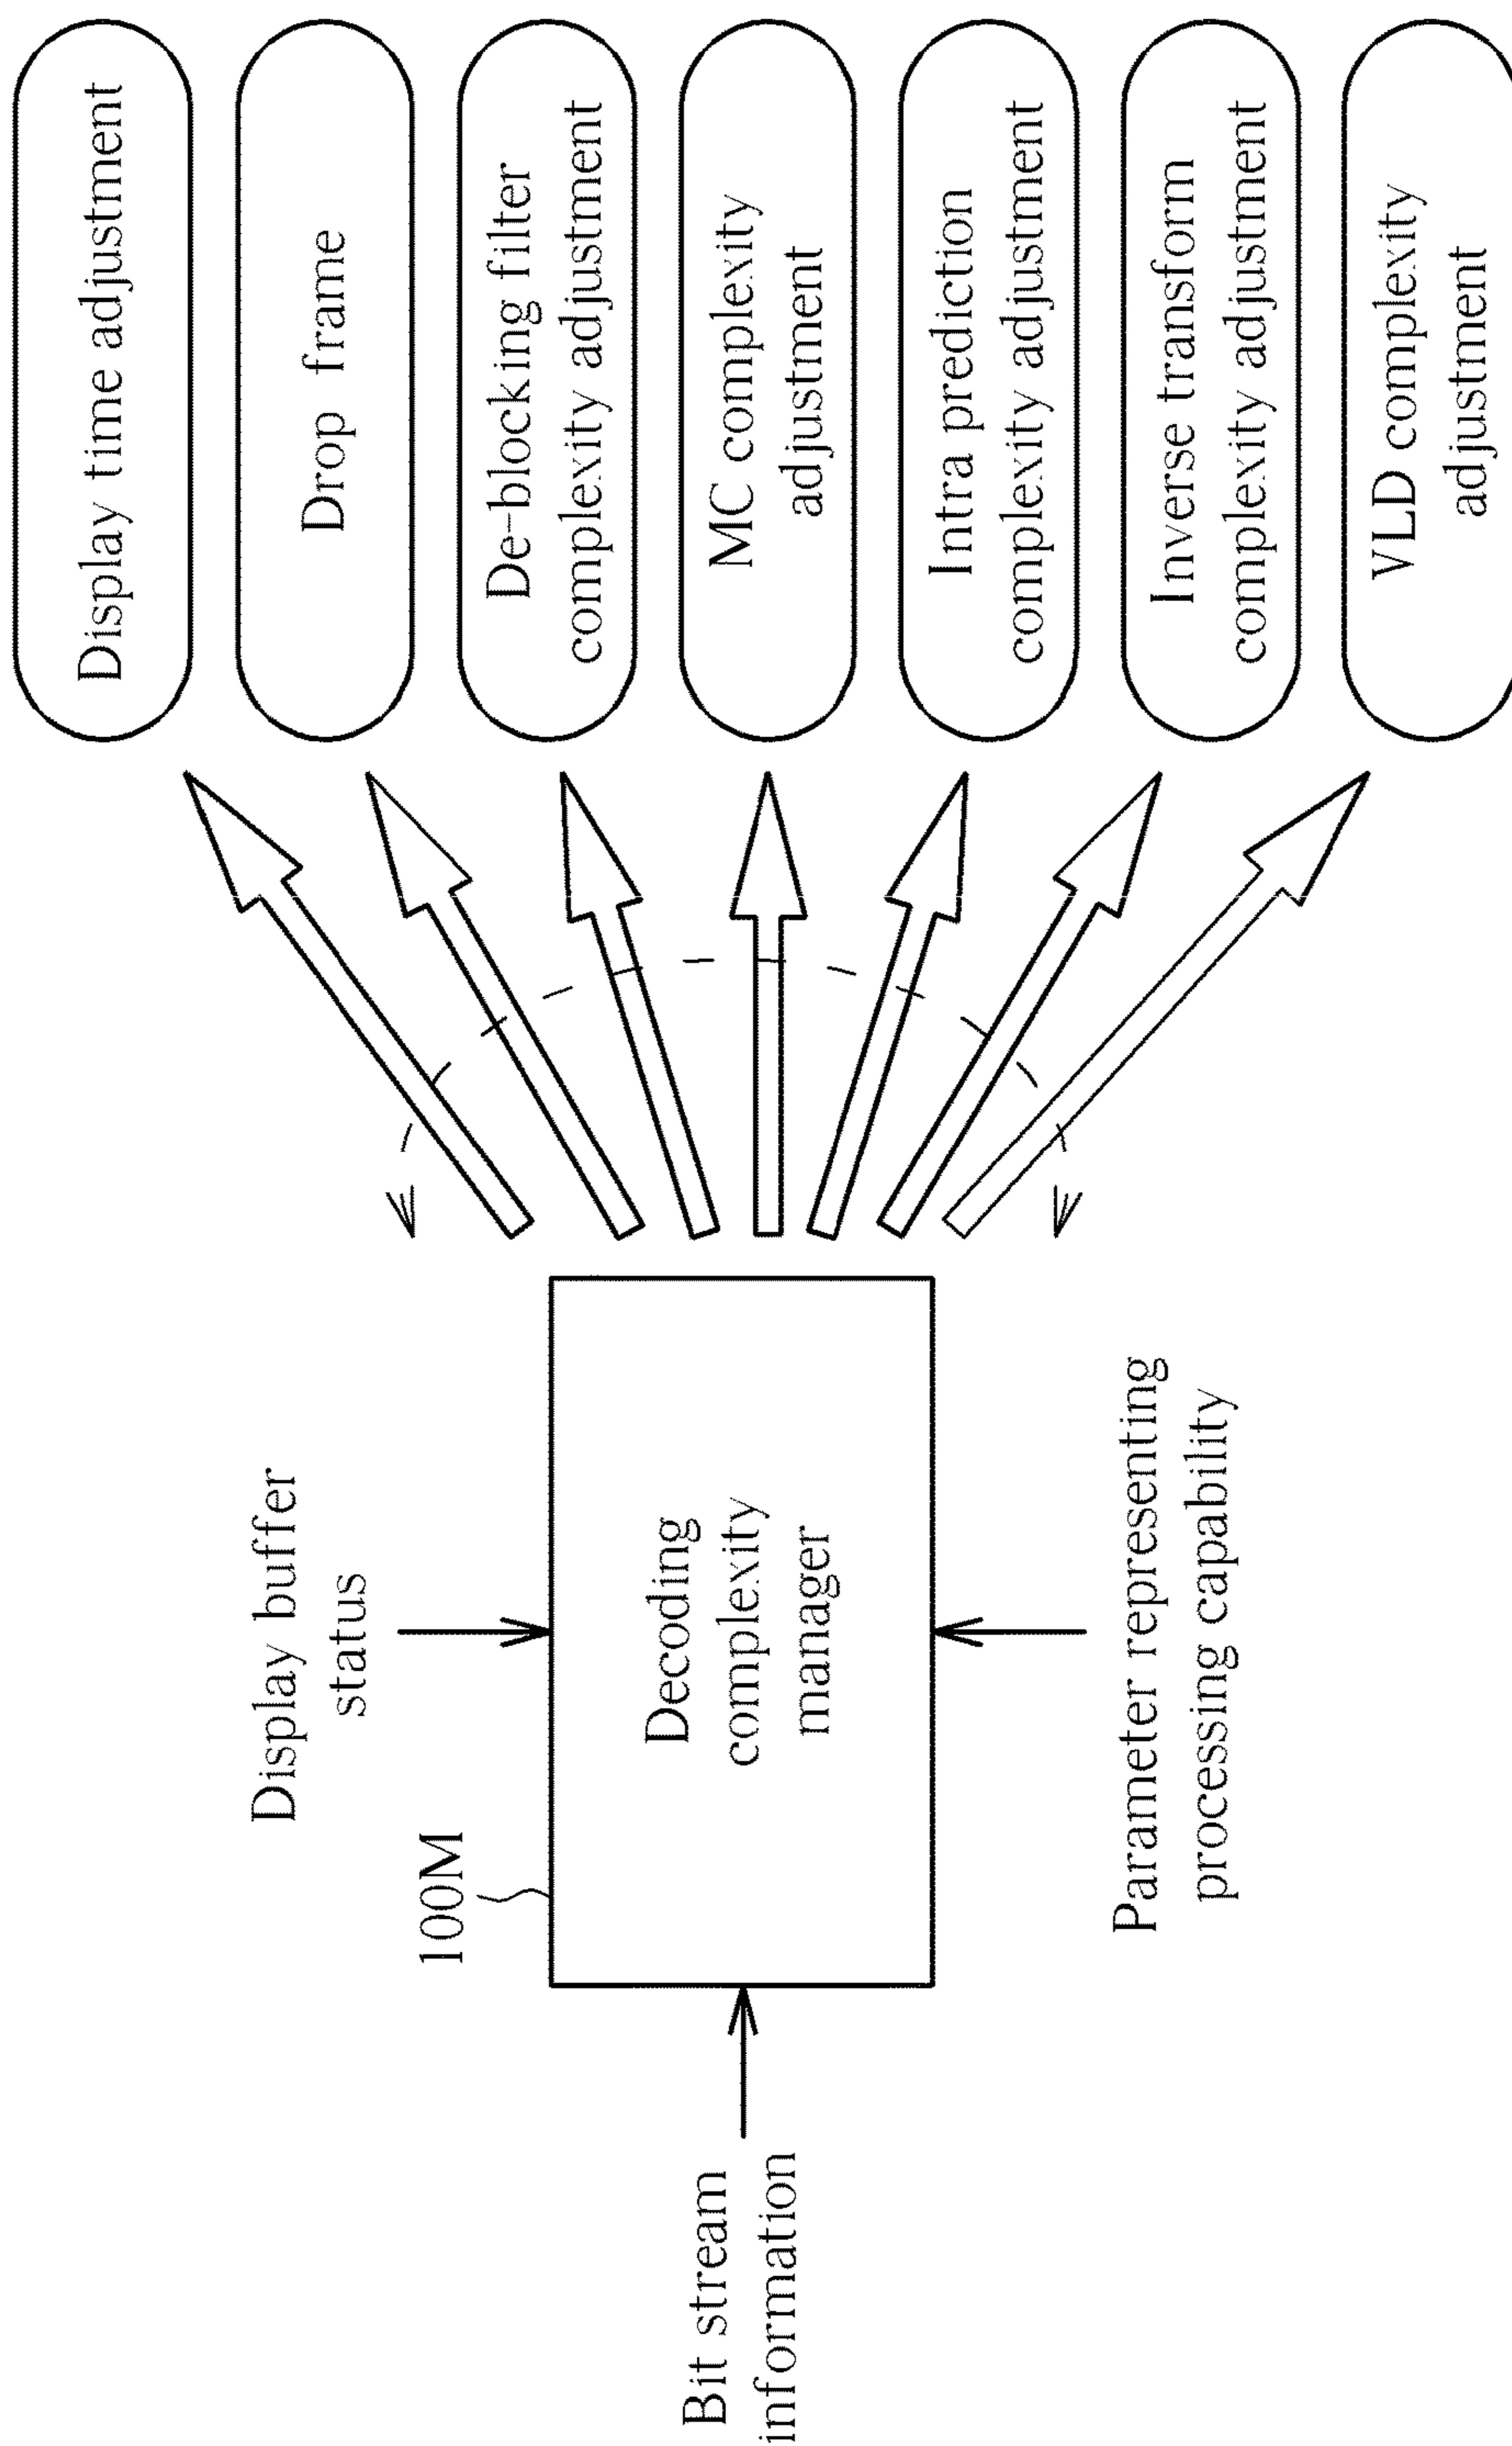 Bit stream
information
100M
Display buffer
status
Decoding
complexity
manager
Parameter representing
processing capability
Display time adjustment
Drop frame
De-blocking filter
complexity adjustment
MC complexity
adjustment
Intra prediction
complexity adjustment
Inverse transform
complexity adjustment
VLD complexity
adjustment